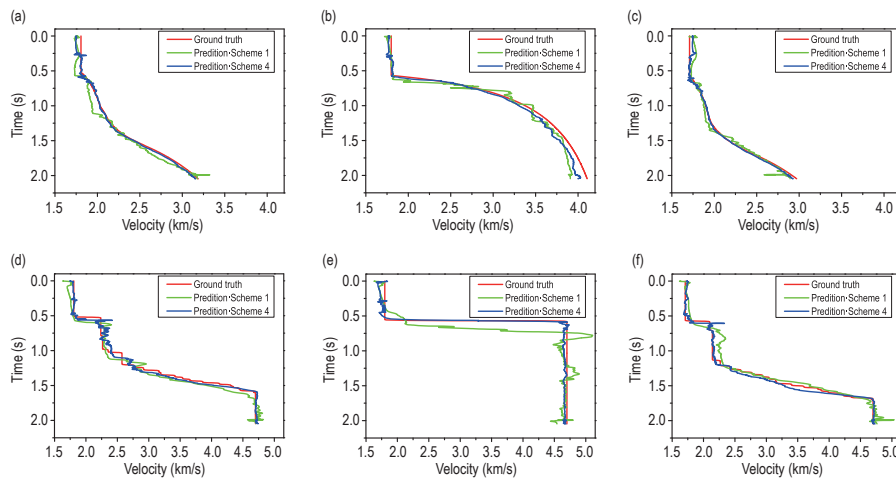 (a)
0.0
0.5
1.0
1.5
2.0
Time (s)
Ground truth
Predition·Scheme 1
Predition·Scheme 4
1.5 2.0 2.5 3.0 3.5 4.0
Velocity (km/s)
(b)
0.0
0.5
1.0
1.5
2.0
Time (s)
Ground truth
Predition·Scheme 1
Predition·Scheme 4
1.5 2.0 2.5 3.0 3.5 4.0
Velocity (km/s)
(c)
0.0
0.5
1.0
1.5
2.0
Time (s)
Ground truth
Predition·Scheme 1
Predition·Scheme 4
1.5 2.0 2.5 3.0 3.5 4.0
Velocity (km/s)
(d)
0.0
0.5
1.0
1.5
2.0
Time (s)
Ground truth
Predition·Scheme 1
Predition·Scheme 4
1.5 2.0 2.5 3.0 3.5 4.0 4.5 5.0
Velocity (km/s)
(e)
0.0
0.5
1.0
1.5
2.0
Time (s)
Ground truth
Predition·Scheme 1
Predition·Scheme 4
1.5 2.0 2.5 3.0 3.5 4.0 4.5 5.0
Velocity (km/s)
(f)
0.0
0.5
1.0
1.5
2.0
Time (s)
Ground truth
Predition·Scheme 1
Predition·Scheme 4
1.5 2.0 2.5 3.0 3.5 4.0 4.5 5.0
Velocity (km/s)